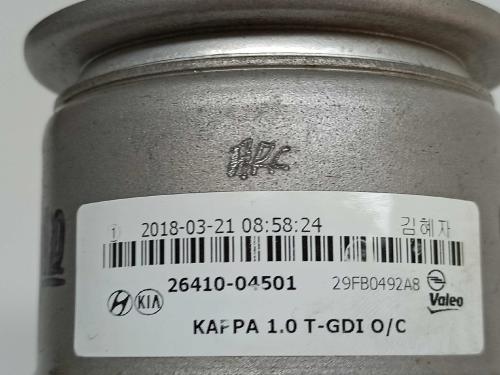 ARC
① 2018-03-21 08:58:24 김혜자
26410-04501 29FB0492A8
KIA Valeo
KAPPA 1.0 T-GDI O/C